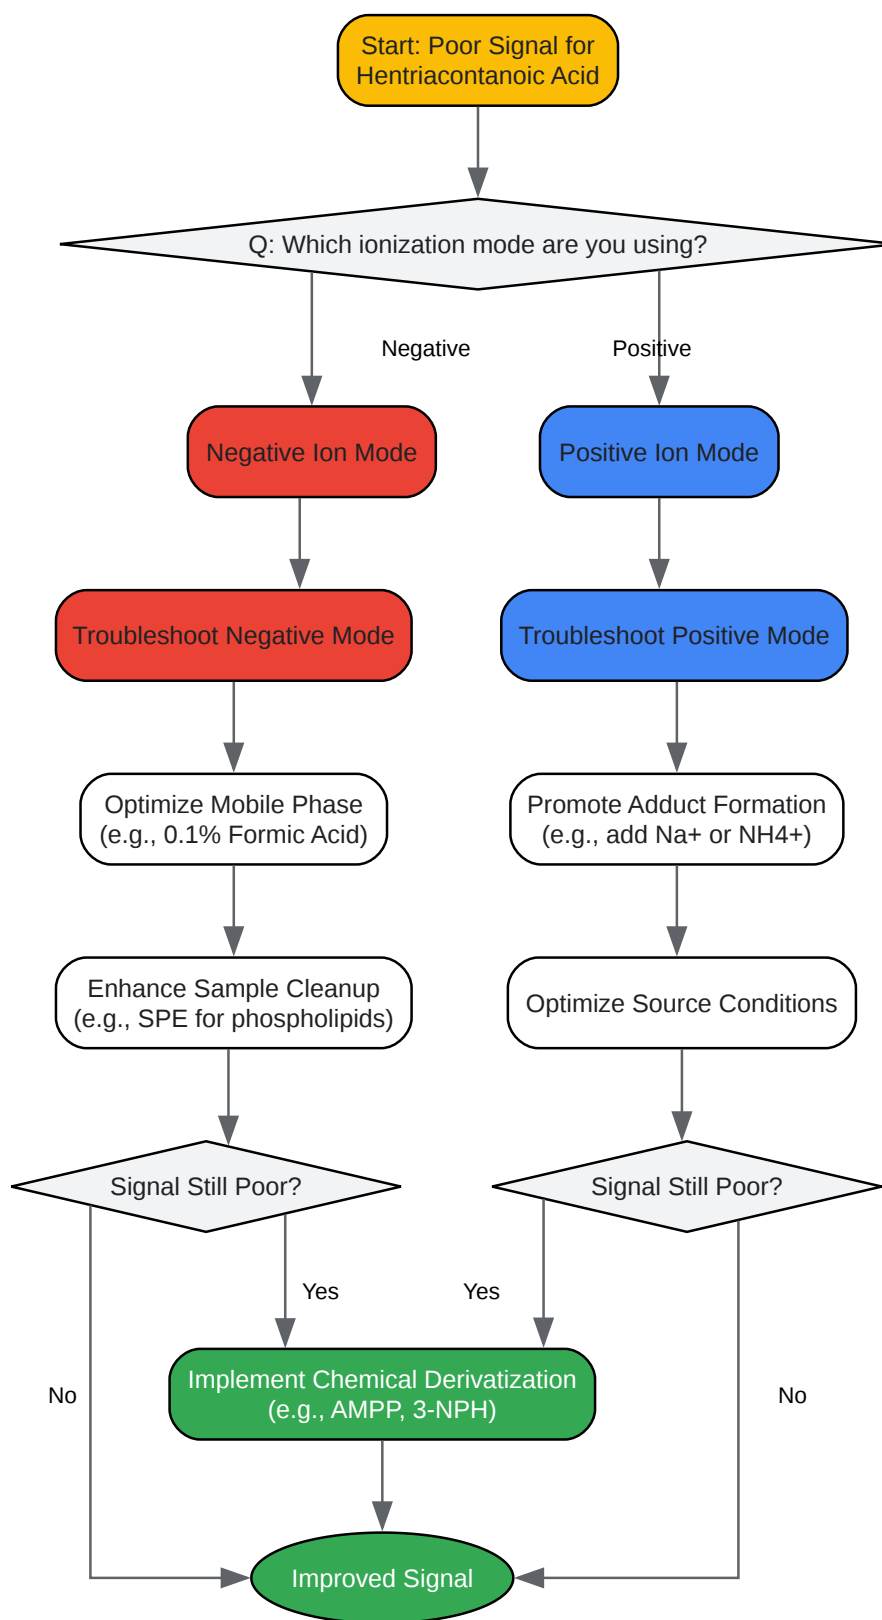 Start: Poor Signal for
Hentriacontanoic Acid
Q: Which ionization mode are you using?
Negative
Positive
Negative Ion Mode
Positive Ion Mode
Troubleshoot Negative Mode
Troubleshoot Positive Mode
Optimize Mobile Phase
(e.g., 0.1% Formic Acid)
Promote Adduct Formation
(e.g., add Na+ or NH4+)
Enhance Sample Cleanup
(e.g., SPE for phospholipids)
Optimize Source Conditions
Signal Still Poor?
Signal Still Poor?
Yes
Yes
Implement Chemical Derivatization
(e.g., AMPP, 3-NPH)
No
No
Improved Signal